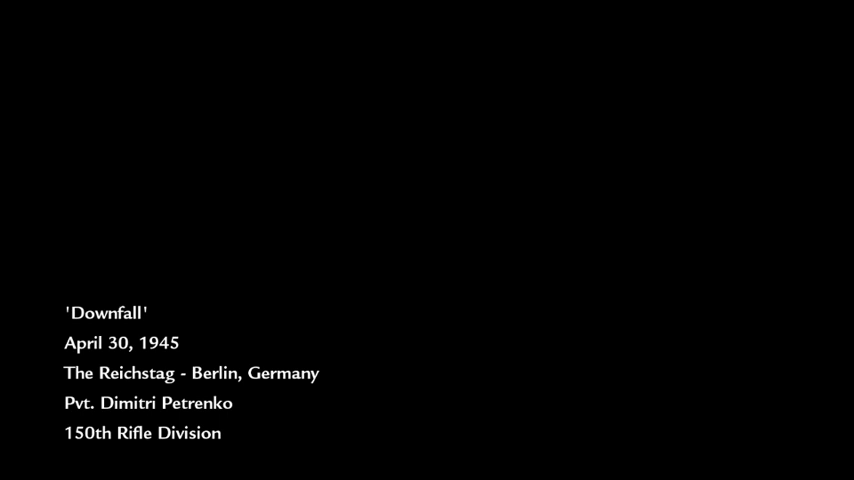 'Downfall'
April 30, 1945
The Reichstag - Berlin, Germany
Pvt. Dimitri Petrenko
150th Rifle Division